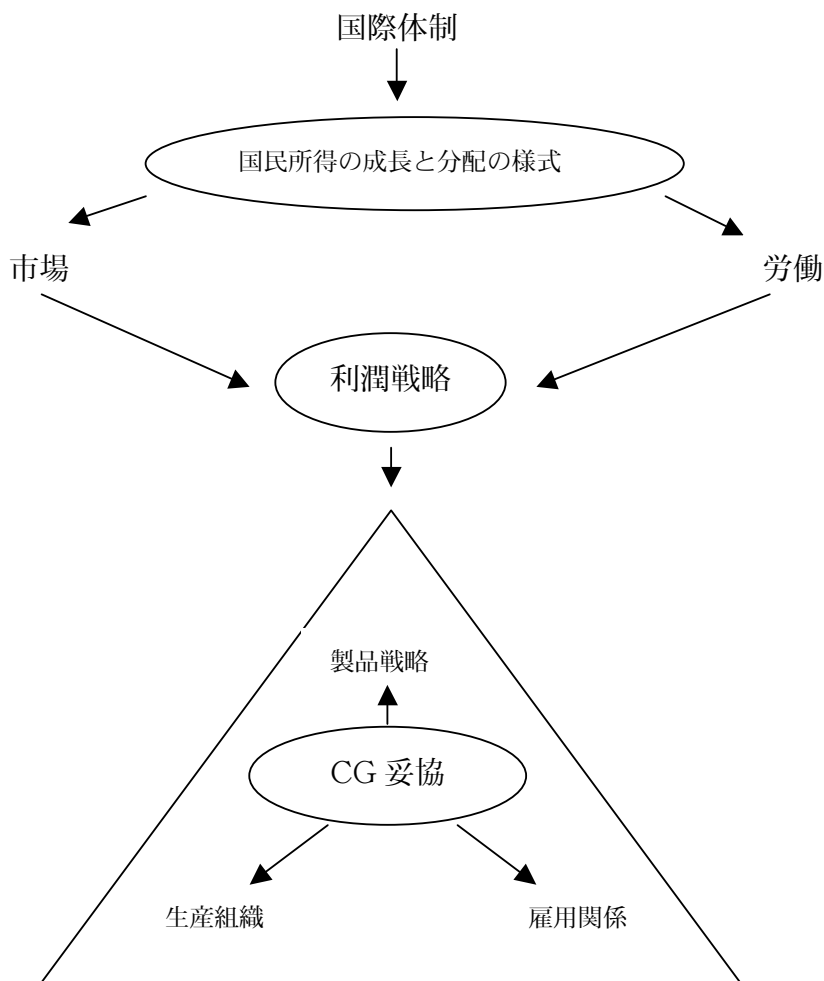 国際体制
国民所得の成長と分配の様式
市場
労働
利潤戦略
製品戦略
CG 妥協
生産組織
雇用関係